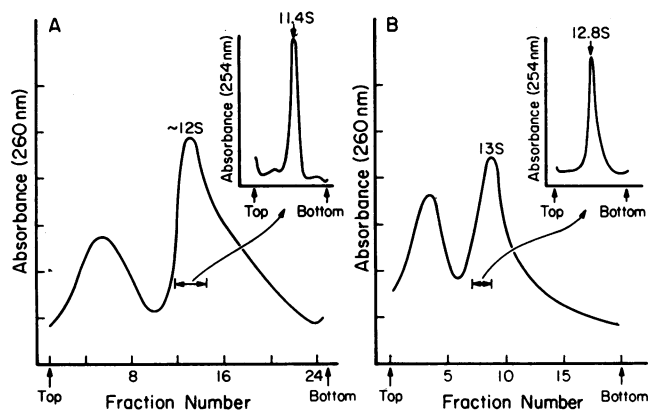 A
Absorbance (260 nm)
~12S
11.4S
Absorbance (254 nm)
Top
Bottom
8
16
24
Top
Bottom
Fraction Number
B
Absorbance (260 nm)
13S
12.8S
Absorbance (254 nm)
Top
Bottom
5
10
15
Top
Bottom
Fraction Number